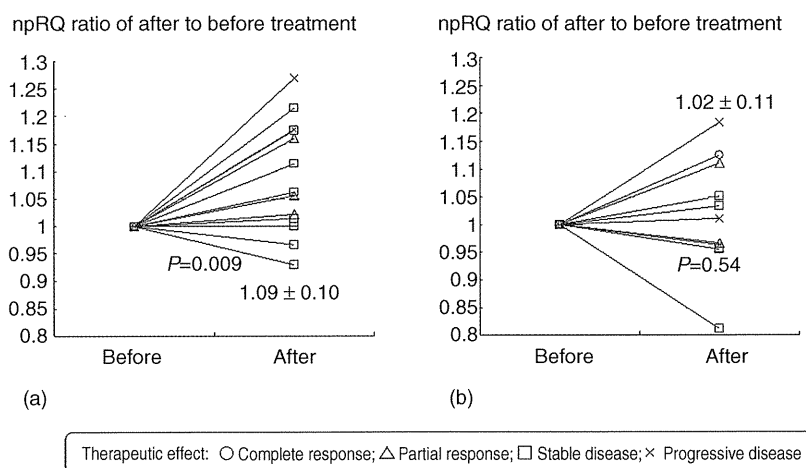 npRQ ratio of after to before treatment
1.3
1.25
1.2
1.15
1.1
1.05
1
0.95
0.9
0.85
0.8
P=0.009
1.09 ± 0.10
Before
After
(a)
npRQ ratio of after to before treatment
1.3
1.25
1.2
1.15
1.1
1.05
1
0.95
0.9
0.85
0.8
1.02 ± 0.11
P=0.54
Before
After
(b)
Therapeutic effect: ○ Complete response; △ Partial response; □ Stable disease; × Progressive disease